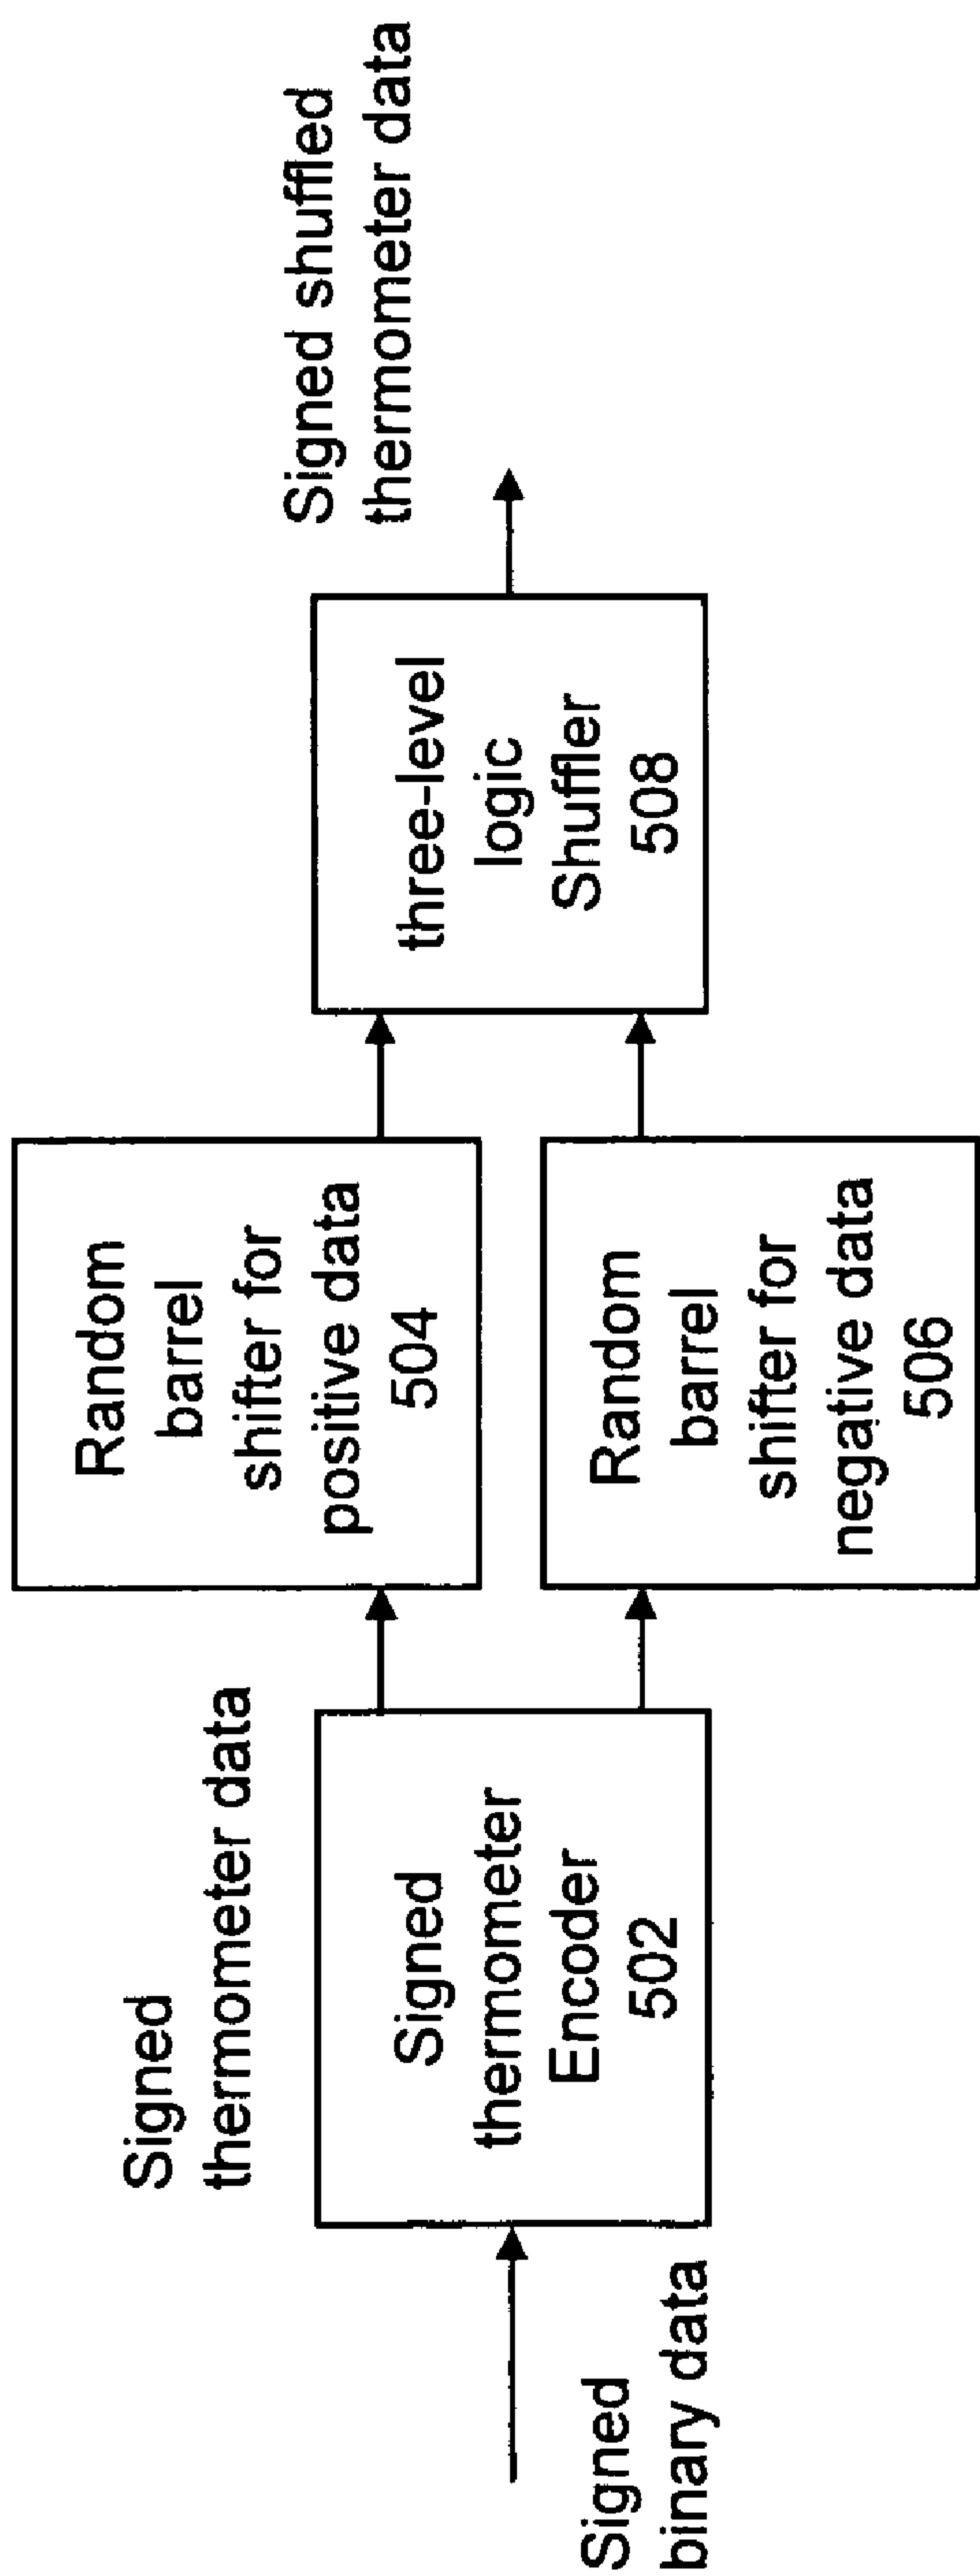 Signed
binary data
Signed
thermometer
Encoder
502
Signed
thermometer data
Random
barrel
shifter for
positive data
504
Random
barrel
shifter for
negative data
506
three-level
logic
Shuffler
508
Signed shuffled
thermometer data